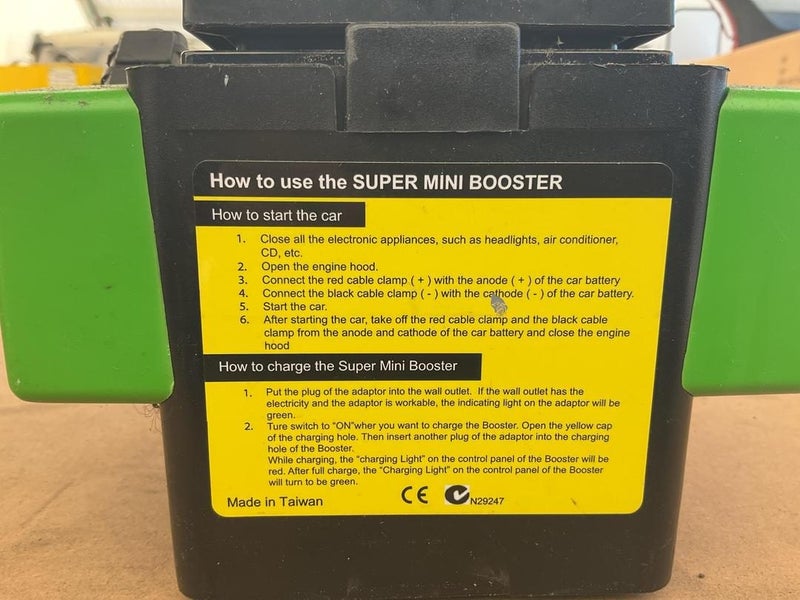 How to use the SUPER MINI BOOSTER
How to start the car
1. Close all the electronic appliances, such as headlights, air conditioner,
CD, etc.
2. Open the engine hood.
3. Connect the red cable clamp ( + ) with the anode ( + ) of the car battery
4. Connect the black cable clamp ( - ) with the cathode ( - ) of the car battery.
5. Start the car.
6. After starting the car, take off the red cable clamp and the black cable
clamp from the anode and cathode of the car battery and close the engine
hood
How to charge the Super Mini Booster
1. Put the plug of the adaptor into the wall outlet. If the wall outlet has the
electricity and the adaptor is workable, the indicating light on the adaptor will be
green.
2. Ture switch to "ON"wher you want to charge the Booster. Open the yellow cap
of the charging hole. Then insert another plug of the adaptor into the charging
hole of the Booster.
While charging, the "charging Light" on the control panel of the Booster will be
red. After full charge, the "Charging Light" on the control panel of the Booster
will turn to be green.
Made in Taiwan CE N29247